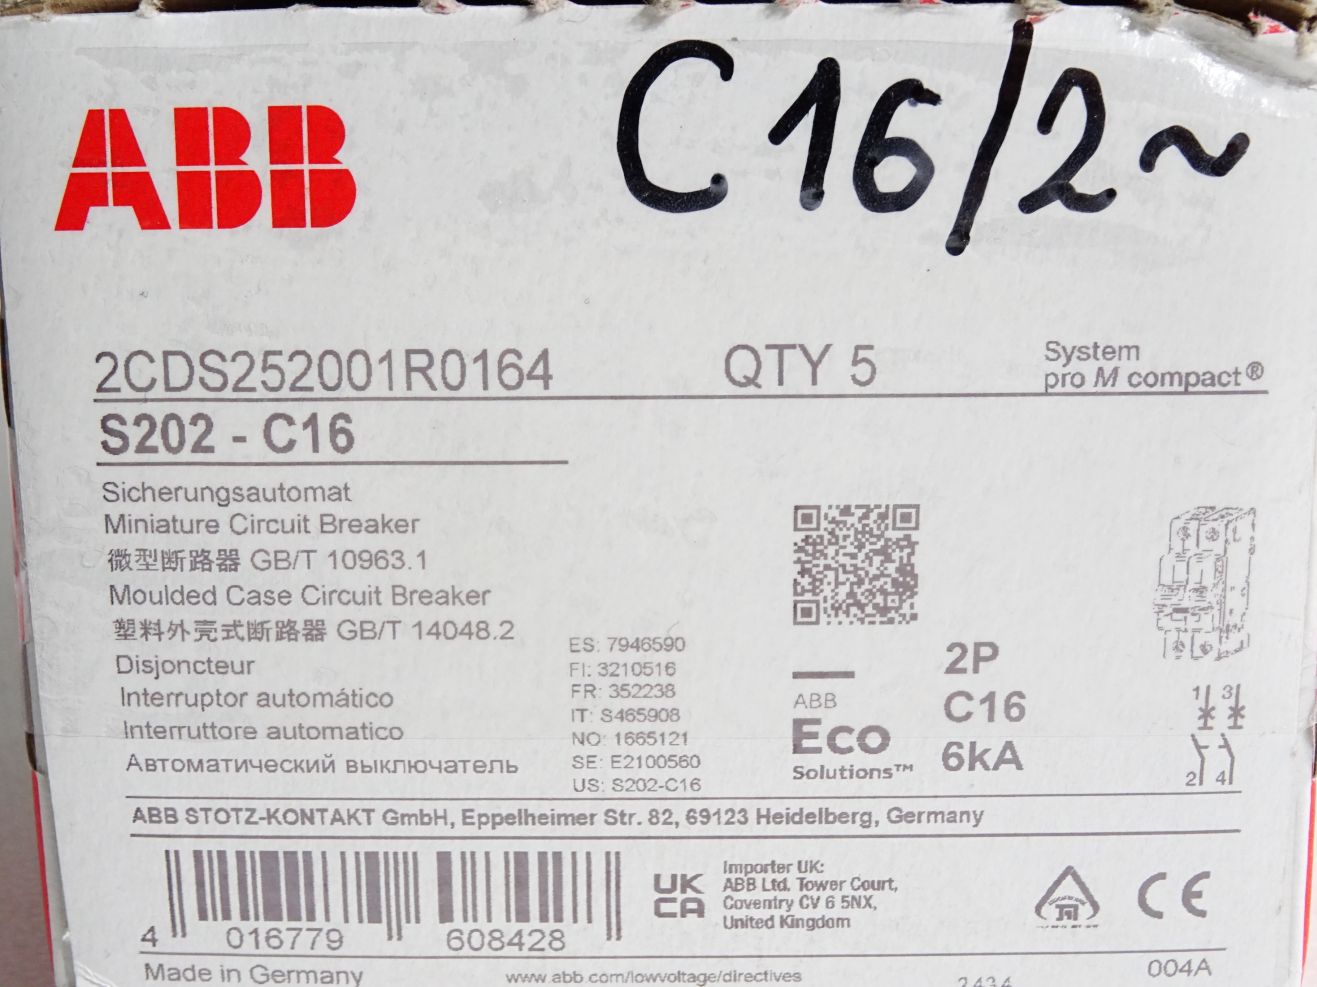 C16/2~
ABB
2CDS252001R0164 QTY 5 System pro M compact®
S202 - C16
Sicherungsautomat
Miniature Circuit Breaker
微型断路器 GB/T 10963.1
Moulded Case Circuit Breaker
塑料外壳式断路器 GB/T 14048.2
Disjoncteur
Interruptor automático
Interruttore automatico
Автоматический выключатель
ES: 7946590
FI: 3210516
FR: 352238
IT: S465908
NO: 1665121
SE: E2100560
US: S202-C16
ABB
Eco
Solutions™
2P
C16
6kA
1 3
2 4
ABB STOTZ-KONTAKT GmbH, Eppelheimer Str. 82, 69123 Heidelberg, Germany
4 016779 608428
UK
CA
Importer UK:
ABB Ltd. Tower Court,
Coventry CV 6 5NX,
United Kingdom
CE
Made in Germany www.abb.com/lowvoltage/directives 2434 004A